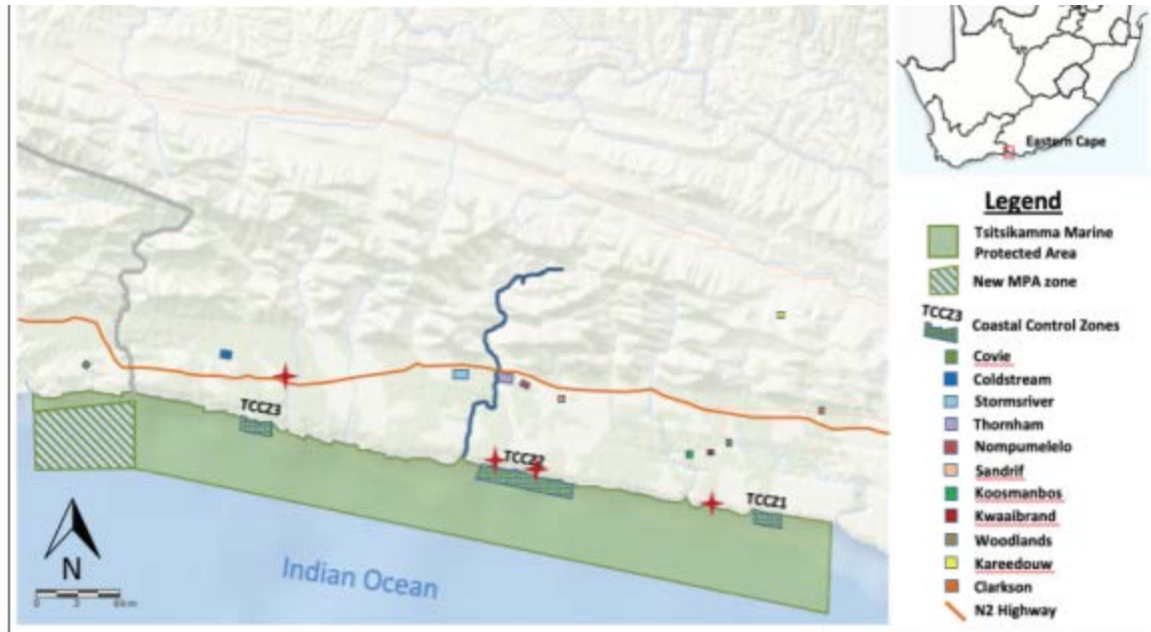 Eastern Cape
Legend
Tsitsikamma Marine
Protected Area
New MPA zone
TCCZ3
Coastal Control Zones
Covie
Coldstream
Stormsriver
Thornham
Nompumelelo
Sandrif
Koosmanbos
Kwaaibrand
Woodlands
Kareedouw
Clarkson
N2 Highway
TCCZ3
TCCZ2
TCCZ1
N
Indian Ocean